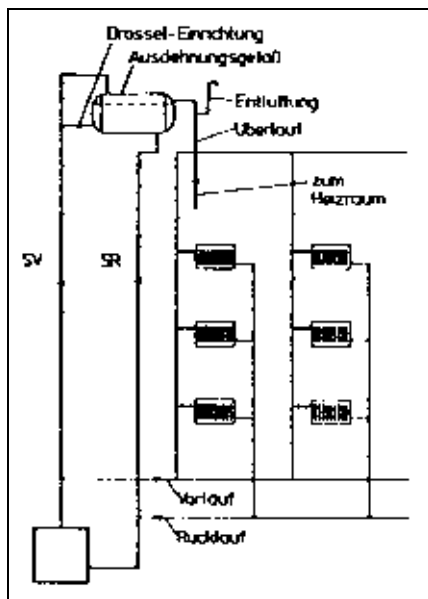 Drossel-Einrichtung
Ausdehnungsgefäß
Entlüftung
Überlauf
zum
Heizraum
SV
SR
Vorlauf
Rücklauf